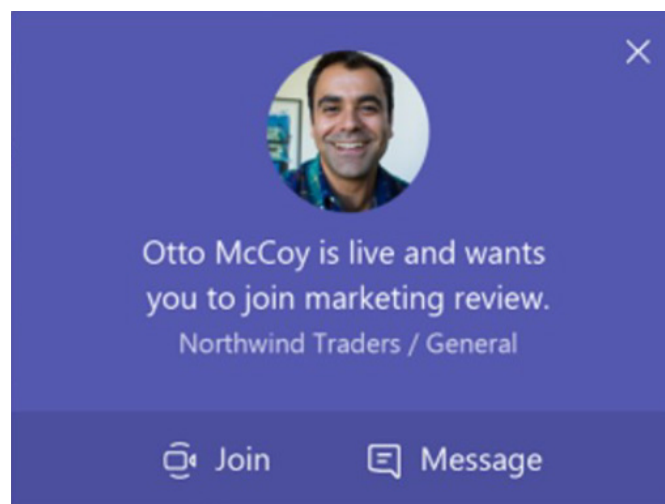 Otto McCoy is live and wants
you to join marketing review.
Northwind Traders / General
Join
Message